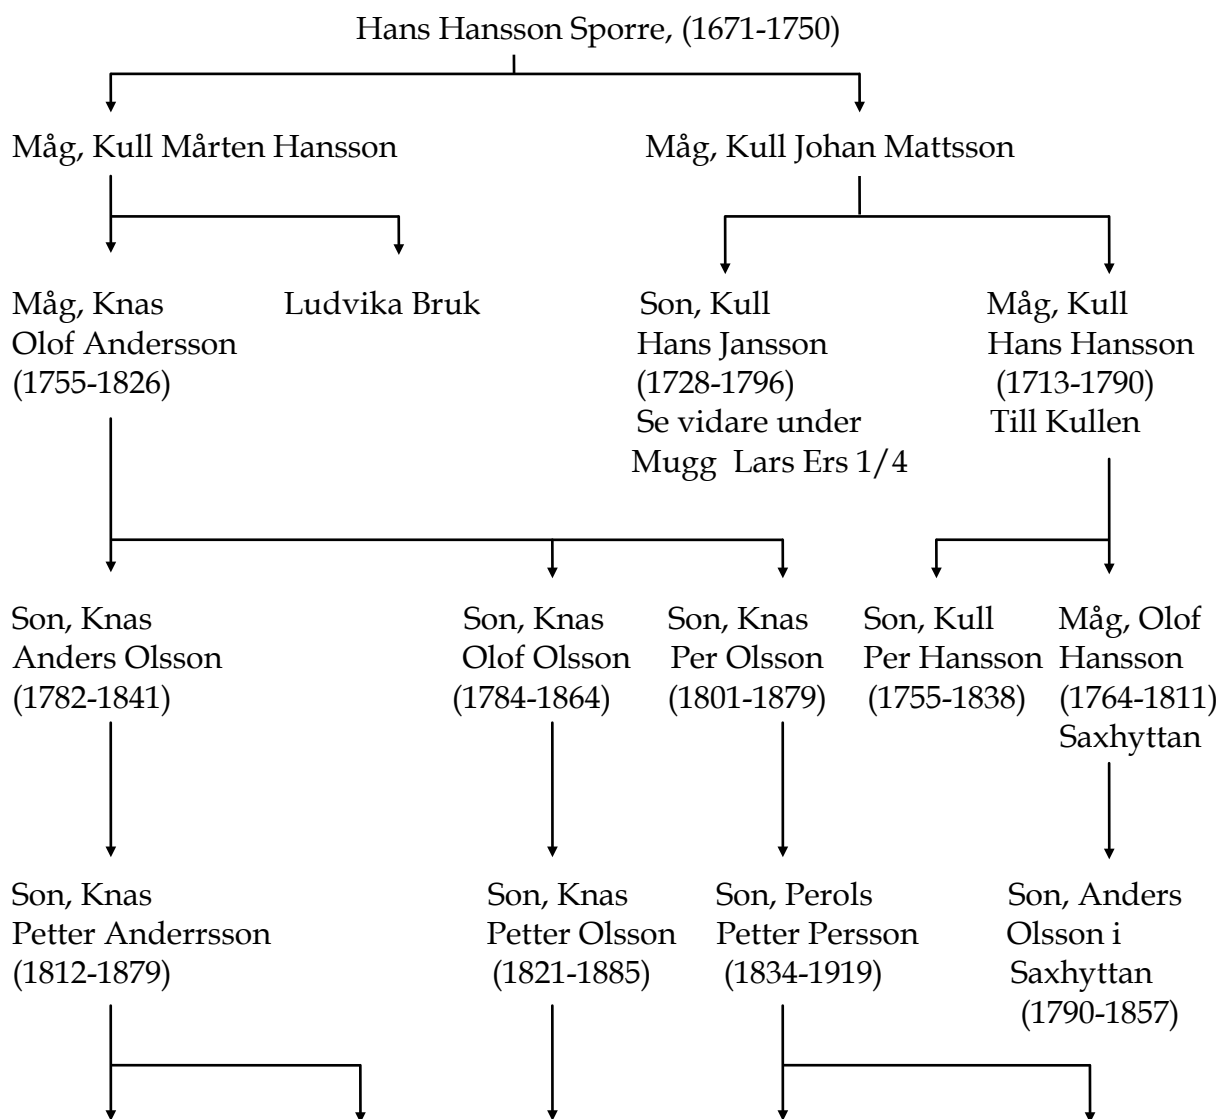 Hans Hansson Sporre, (1671-1750)
Måg, Kull Mårten Hansson
Måg, Kull Johan Mattsson
Måg, Knas
Olof Andersson
(1755-1826)
Ludvika Bruk
Son, Kull
Hans Jansson
(1728-1796)
Se vidare under
Mugg Lars Ers 1/4
Måg, Kull
Hans Hansson
(1713-1790)
Till Kullen
Son, Knas
Anders Olsson
(1782-1841)
Son, Knas
Olof Olsson
(1784-1864)
Son, Knas
Per Olsson
(1801-1879)
Son, Kull
Per Hansson
(1755-1838)
Måg, Olof
Hansson
(1764-1811)
Saxhyttan
Son, Knas
Petter Anderrsson
(1812-1879)
Son, Knas
Petter Olsson
(1821-1885)
Son, Perols
Petter Persson
(1834-1919)
Son, Anders
Olsson i
Saxhyttan
(1790-1857)